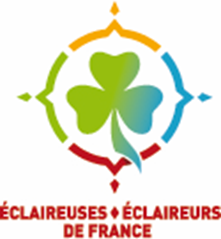 ÉCLAIREUSES ♦ ÉCLAIREURS
DE FRANCE